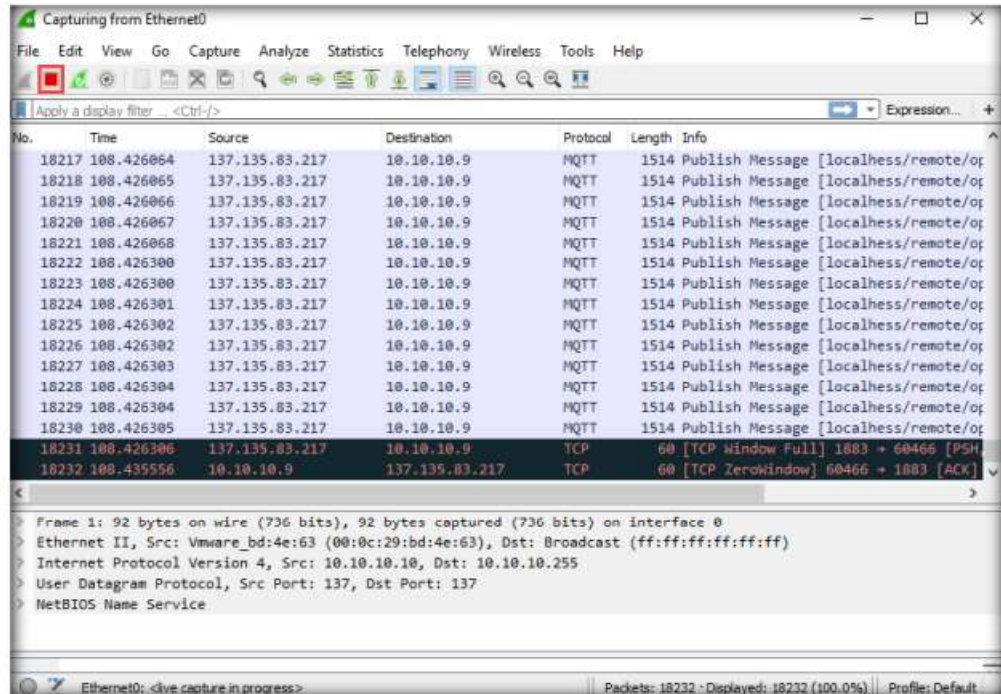 Capturing from Ethernet0
File Edit View Go Capture Analyze Statistics Telephony Wireless Tools Help
Apply a display filter ... <Ctrl-/> Expression... +
No. Time Source Destination Protocol Length Info
18217 108.426064 137.135.83.217 10.10.10.9 MQTT 1514 Publish Message [localhess/remote/op
18218 108.426065 137.135.83.217 10.10.10.9 MQTT 1514 Publish Message [localhess/remote/op
18219 108.426066 137.135.83.217 10.10.10.9 MQTT 1514 Publish Message [localhess/remote/op
18220 108.426067 137.135.83.217 10.10.10.9 MQTT 1514 Publish Message [localhess/remote/op
18221 108.426068 137.135.83.217 10.10.10.9 MQTT 1514 Publish Message [localhess/remote/op
18222 108.426300 137.135.83.217 10.10.10.9 MQTT 1514 Publish Message [localhess/remote/op
18223 108.426300 137.135.83.217 10.10.10.9 MQTT 1514 Publish Message [localhess/remote/op
18224 108.426301 137.135.83.217 10.10.10.9 MQTT 1514 Publish Message [localhess/remote/op
18225 108.426302 137.135.83.217 10.10.10.9 MQTT 1514 Publish Message [localhess/remote/op
18226 108.426302 137.135.83.217 10.10.10.9 MQTT 1514 Publish Message [localhess/remote/op
18227 108.426303 137.135.83.217 10.10.10.9 MQTT 1514 Publish Message [localhess/remote/op
18228 108.426304 137.135.83.217 10.10.10.9 MQTT 1514 Publish Message [localhess/remote/op
18229 108.426304 137.135.83.217 10.10.10.9 MQTT 1514 Publish Message [localhess/remote/op
18230 108.426305 137.135.83.217 10.10.10.9 MQTT 1514 Publish Message [localhess/remote/op
18231 108.426306 137.135.83.217 10.10.10.9 TCP 60 [TCP Window Full] 1883 → 60466 [PSH,
18232 108.435556 10.10.10.9 137.135.83.217 TCP 60 [TCP ZeroWindow] 60466 → 1883 [ACK]
Frame 1: 92 bytes on wire (736 bits), 92 bytes captured (736 bits) on interface 0
Ethernet II, Src: Vmware_bd:4e:63 (00:0c:29:bd:4e:63), Dst: Broadcast (ff:ff:ff:ff:ff:ff)
Internet Protocol Version 4, Src: 10.10.10.10, Dst: 10.10.10.255
User Datagram Protocol, Src Port: 137, Dst Port: 137
NetBIOS Name Service
Ethernet0: <live capture in progress> Packets: 18232 · Displayed: 18232 (100.0%) Profile: Default